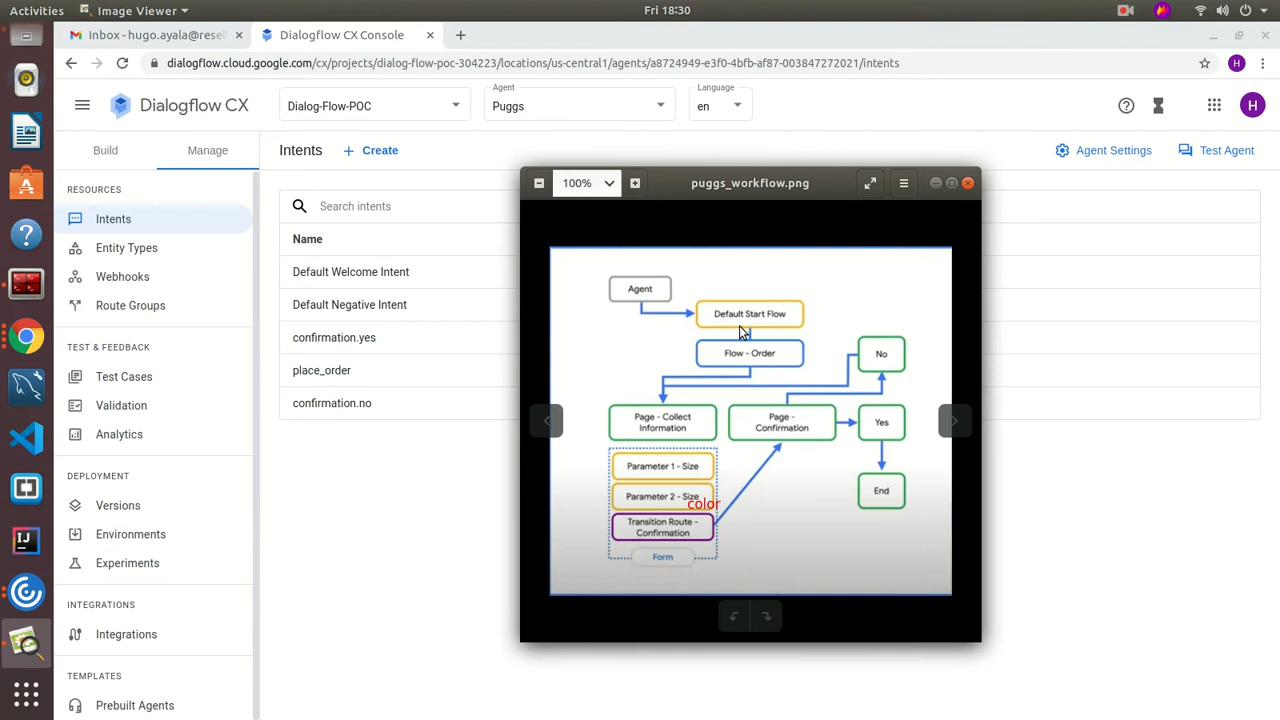 Activities
Image Viewer
Fri 18:30
Inbox - hugo.ayala@resell
Dialogflow CX Console
dialogflow.cloud.google.com/cx/projects/dialog-flow-poc-304223/locations/us-central1/agents/a8724949-e3f0-4bfb-af87-003847272021/intents
H
Dialogflow CX
Dialog-Flow-POC
Agent
Puggs
Language
en
H
Build
Manage
Intents
+ Create
Agent Settings
Test Agent
RESOURCES
Intents
Entity Types
Webhooks
Route Groups
TEST & FEEDBACK
Test Cases
Validation
Analytics
DEPLOYMENT
Versions
Environments
Experiments
INTEGRATIONS
Integrations
TEMPLATES
Prebuilt Agents
Search intents
Name
Default Welcome Intent
Default Negative Intent
confirmation.yes
place_order
confirmation.no
100%
puggs_workflow.png
Agent
Default Start Flow
Flow - Order
No
Page - Collect
Information
Page -
Confirmation
Yes
Parameter 1 - Size
Parameter 2 - Size
color
Transition Route -
Confirmation
Form
End